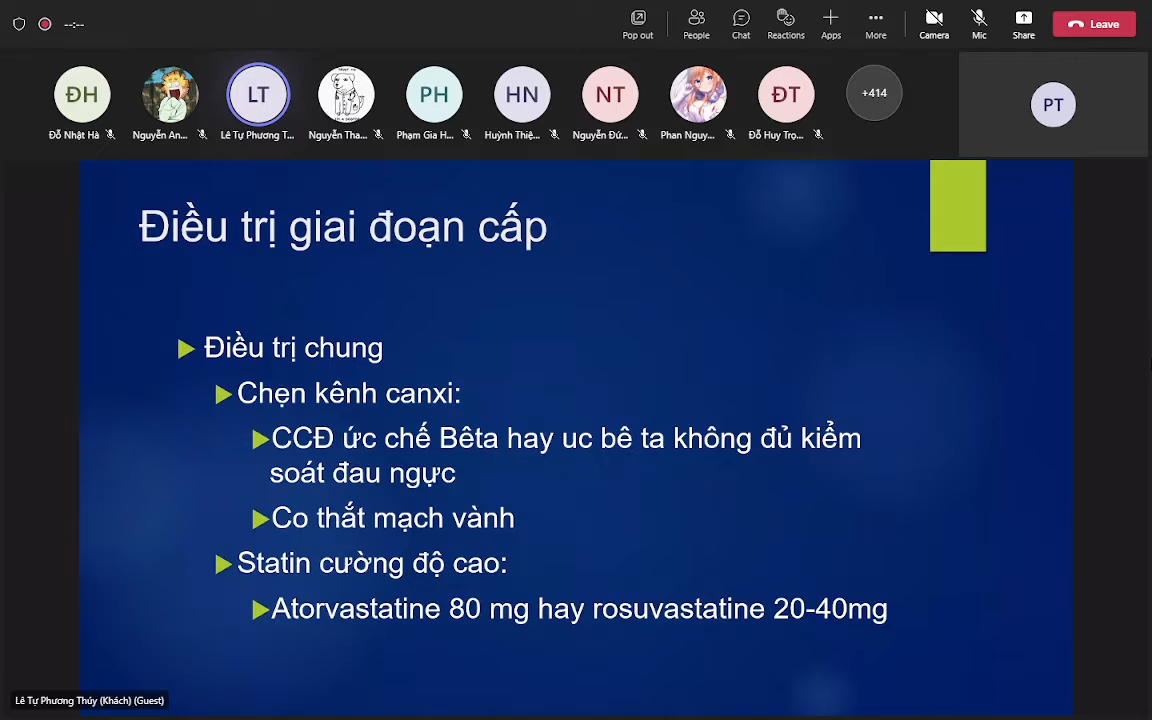 --:--
Pop out
People
Chat
Reactions
Apps
More
Camera
Mic
Share
Leave
ĐH
LT
PH
HN
NT
ĐT
+414
PT
Đỗ Nhật Hà
Nguyễn An...
Lê Tự Phương T...
Nguyễn Tha...
Phạm Gia H...
Huỳnh Thiệ...
Nguyễn Đứ...
Phan Nguy...
Đỗ Huy Trọ...
Điều trị giai đoạn cấp
Điều trị chung
Chẹn kênh canxi:
CCĐ ức chế Bêta hay uc bê ta không đủ kiểm
soát đau ngực
Co thắt mạch vành
Statin cường độ cao:
Atorvastatine 80 mg hay rosuvastatine 20-40mg
Lê Tự Phương Thúy (Khách) (Guest)